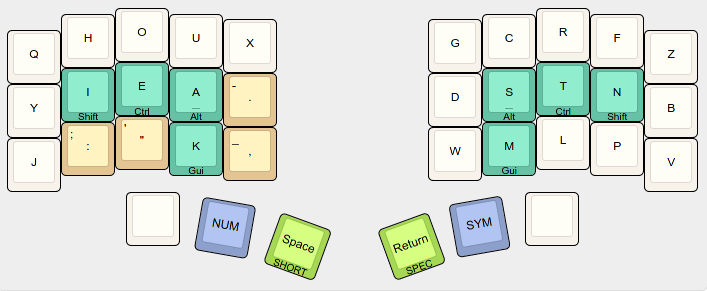 Q H O U X G C R F Z
Y I Shift E Ctrl A Alt - . D S Alt T Ctrl N Shift B
J ; : ' " K Gui _ , W M Gui L P V
NUM Space SHORT Return SPEC SYM